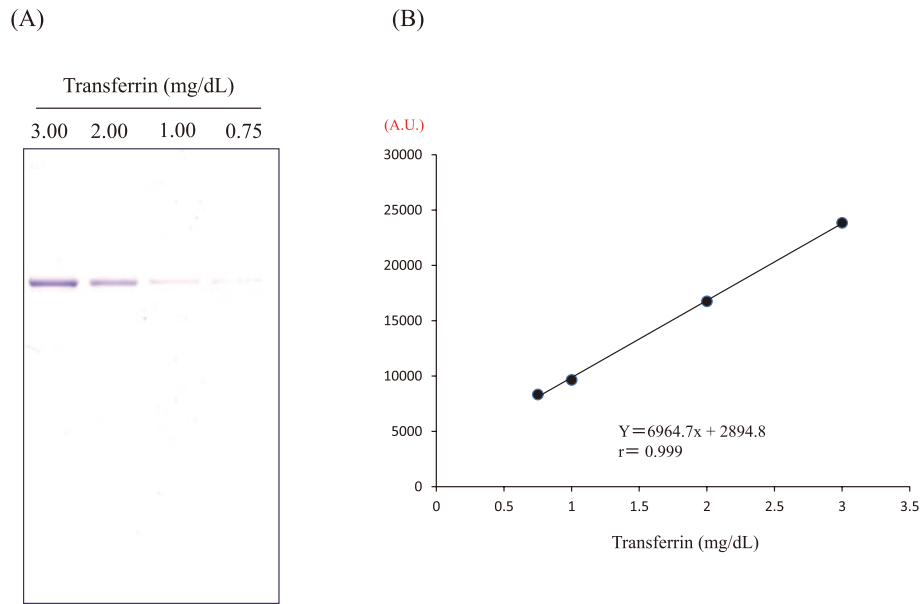 (A)
Transferrin (mg/dL)
3.00 2.00 1.00 0.75
(B)
(A.U.)
30000
25000
20000
15000
10000
5000
0
Y＝6964.7x + 2894.8
r＝ 0.999
0 0.5 1 1.5 2 2.5 3 3.5
Transferrin (mg/dL)